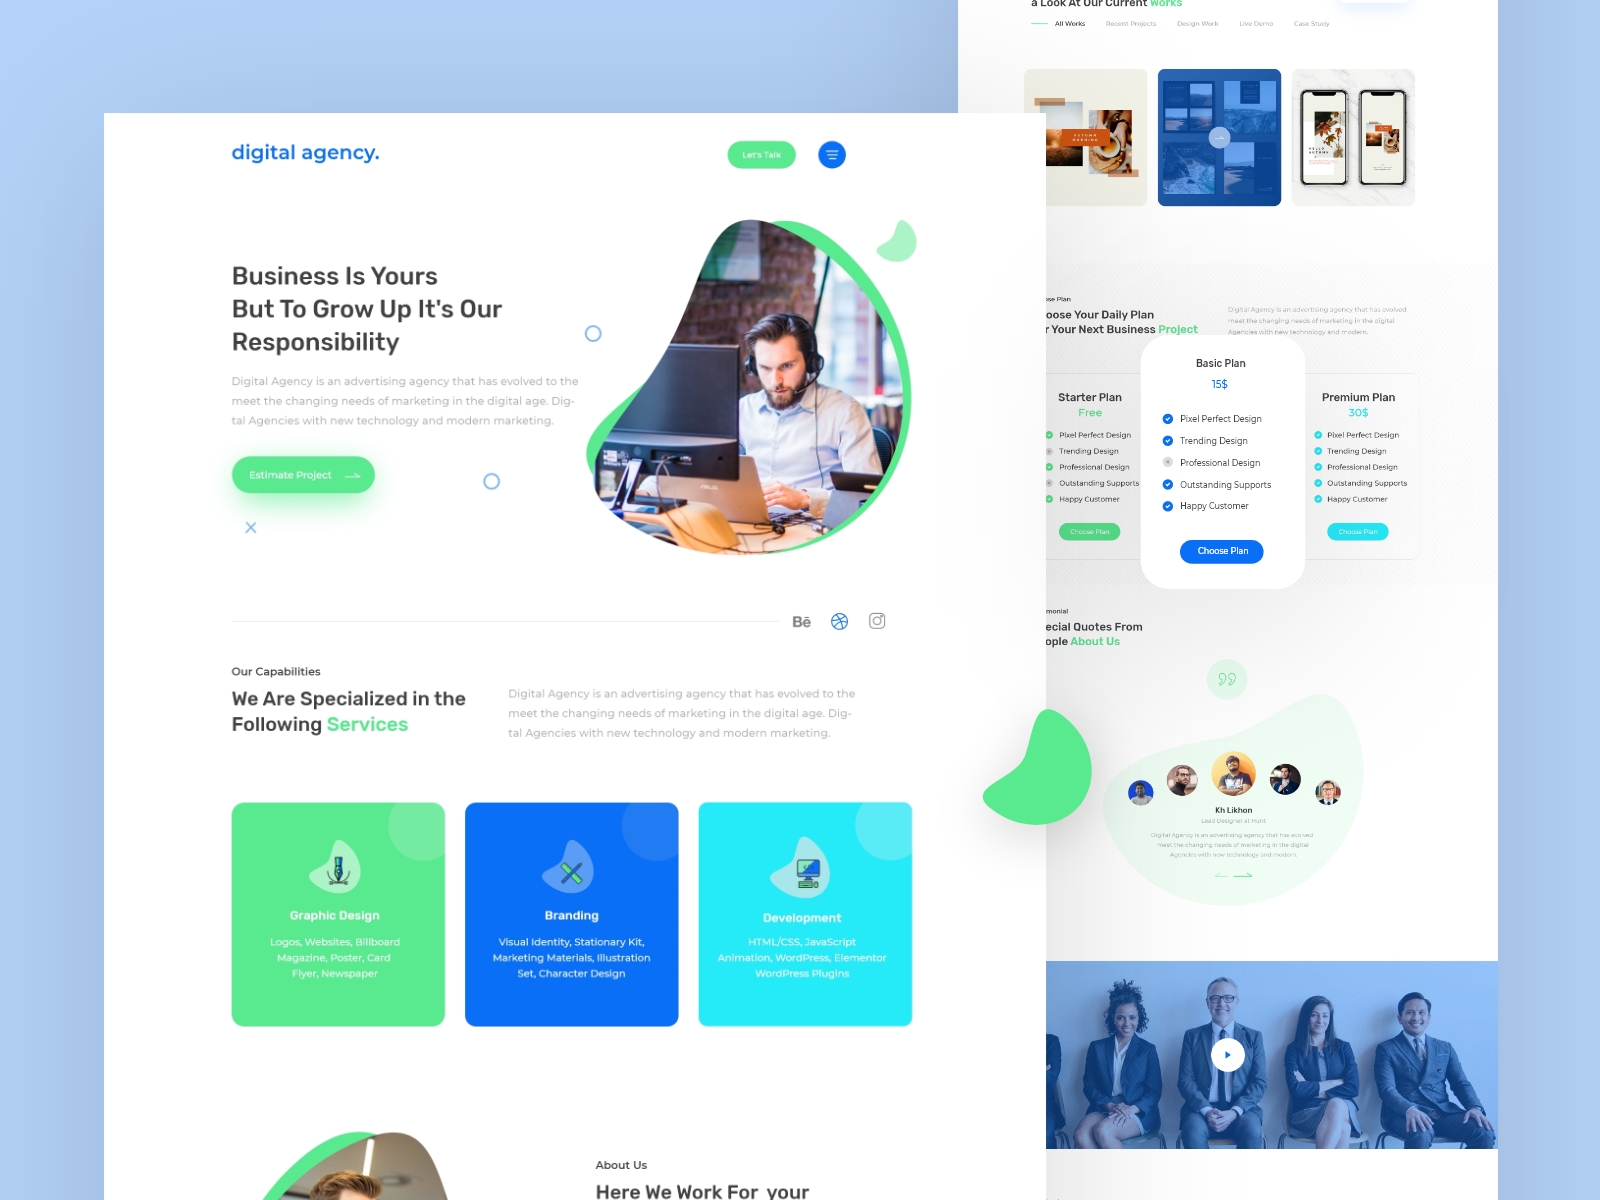 digital agency.
Let's Talk
Business Is Yours
But To Grow Up It's Our
Responsibility
Digital Agency is an advertising agency that has evolved to the
meet the changing needs of marketing in the digital age. Dig-
tal Agencies with new technology and modern marketing.
Estimate Project
Bē
Our Capabilities
We Are Specialized in the
Following Services
Digital Agency is an advertising agency that has evolved to the
meet the changing needs of marketing in the digital age. Dig-
tal Agencies with new technology and modern marketing.
Graphic Design
Logos, Websites, Billboard
Magazine, Poster, Card
Flyer, Newspaper
Branding
Visual Identity, Stationary Kit,
Marketing Materials, Illustration
Set, Character Design
Development
HTML/CSS, JavaScript
Animation, WordPress, Elementor
WordPress Plugins
About Us
Here We Work For your
a Look At Our Current Works
All Works
Recent Projects
Design Work
Live Demo
Case Study
AUTUMN
HELLO
AUTUMN
ose Plan
oose Your Daily Plan
r Your Next Business Project
Digital Agency is an advertising agency that has evolved
meet the changing needs of marketing in the digital
Agencies with new technology and modern.
Starter Plan
Free
Pixel Perfect Design
Trending Design
Professional Design
Outstanding Supports
Happy Customer
Choose Plan
Basic Plan
15$
Pixel Perfect Design
Trending Design
Professional Design
Outstanding Supports
Happy Customer
Choose Plan
Premium Plan
30$
Pixel Perfect Design
Trending Design
Professional Design
Outstanding Supports
Happy Customer
Choose Plan
monial
ecial Quotes From
ople About Us
Kh Likhon
Lead Designer at Hunt
Digital Agency is an advertising agency that has evolved
meet the changing needs of marketing in the digital
Agencies with new technology and modern.